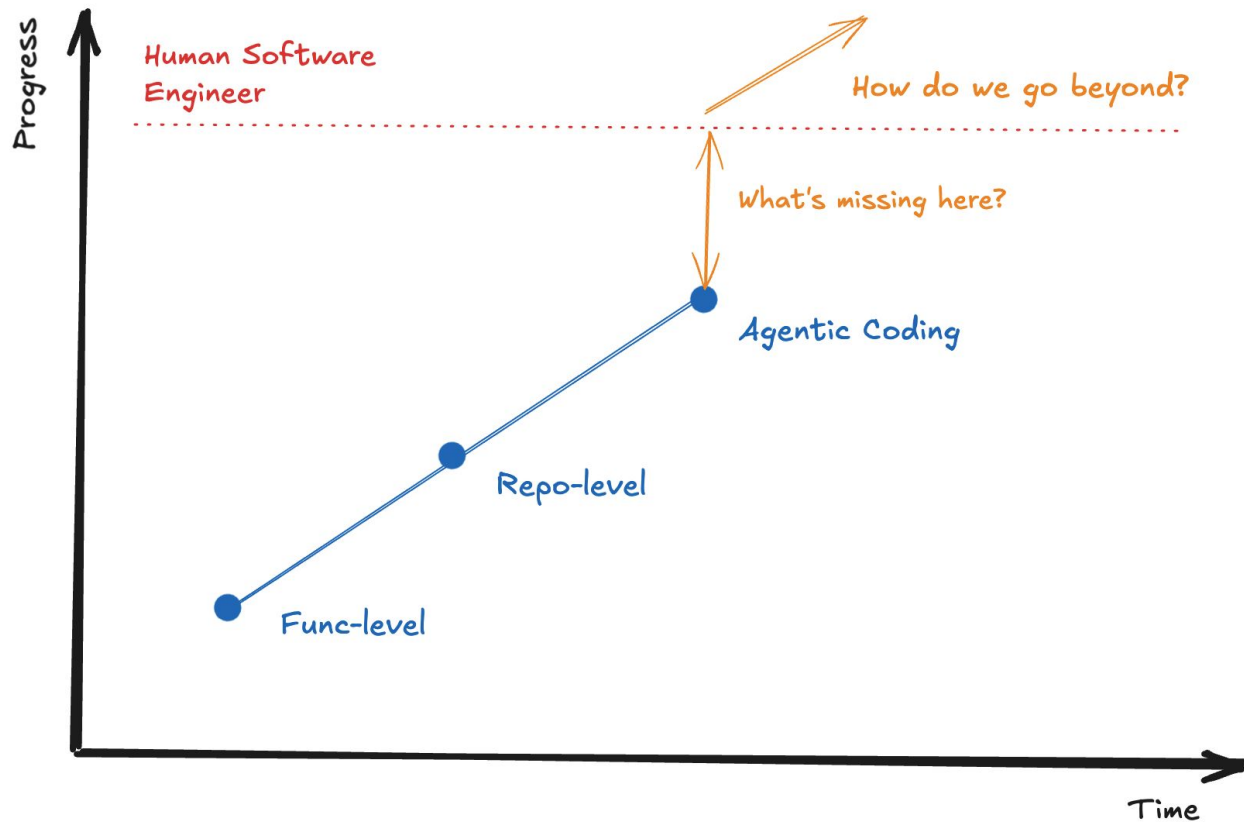 Progress
Human Software
Engineer
How do we go beyond?
What's missing here?
Agentic Coding
Repo-level
Func-level
Time